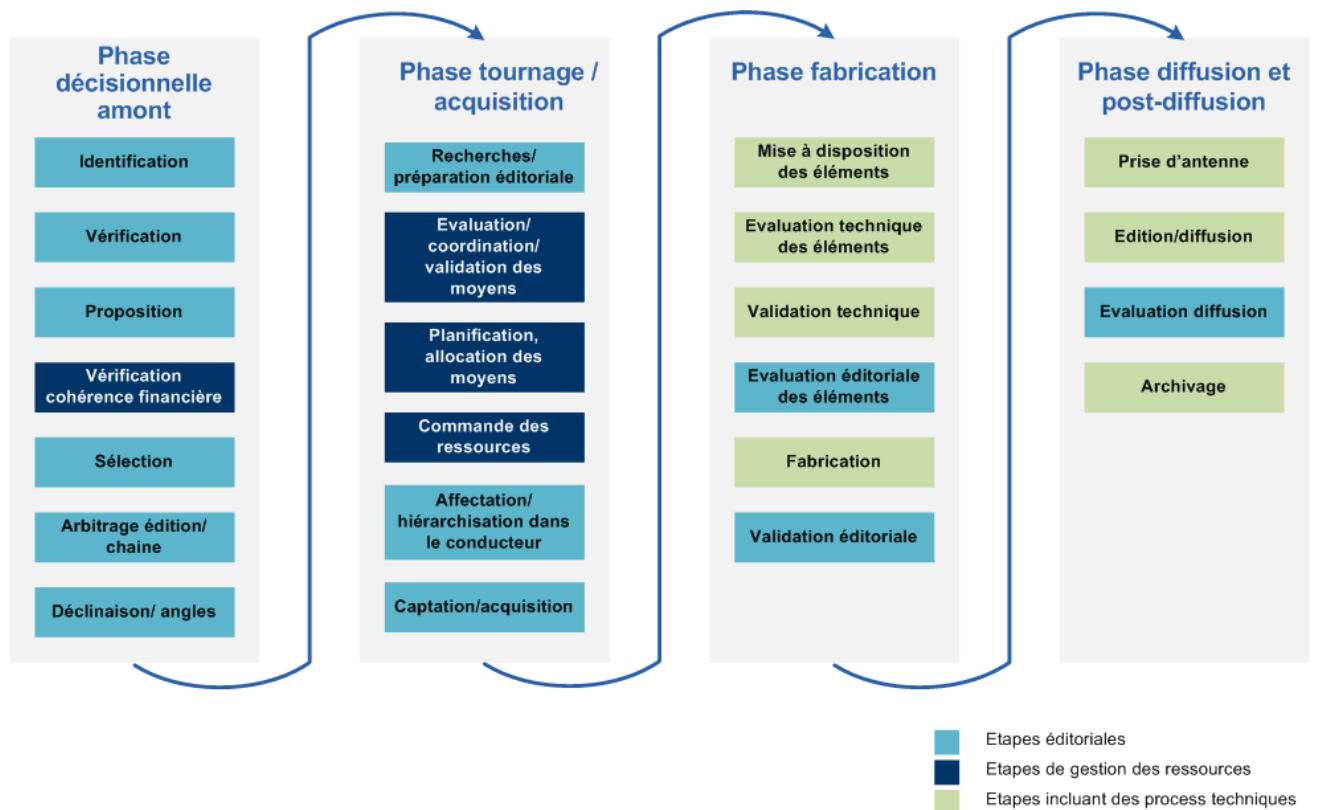 Phase
décisionnelle
amont
Identification
Vérification
Proposition
Vérification
cohérence financière
Sélection
Arbitrage édition/
chaine
Déclinaison/ angles
Phase tournage /
acquisition
Recherches/
préparation éditoriale
Evaluation/
coordination/
validation des
moyens
Planification,
allocation des
moyens
Commande des
ressources
Affectation/
hiérarchisation dans
le conducteur
Captation/acquisition
Phase fabrication
Mise à disposition
des éléments
Evaluation technique
des éléments
Validation technique
Evaluation éditoriale
des éléments
Fabrication
Validation éditoriale
Phase diffusion et
post-diffusion
Prise d'antenne
Edition/diffusion
Evaluation diffusion
Archivage
Etapes éditoriales
Etapes de gestion des ressources
Etapes incluant des process techniques